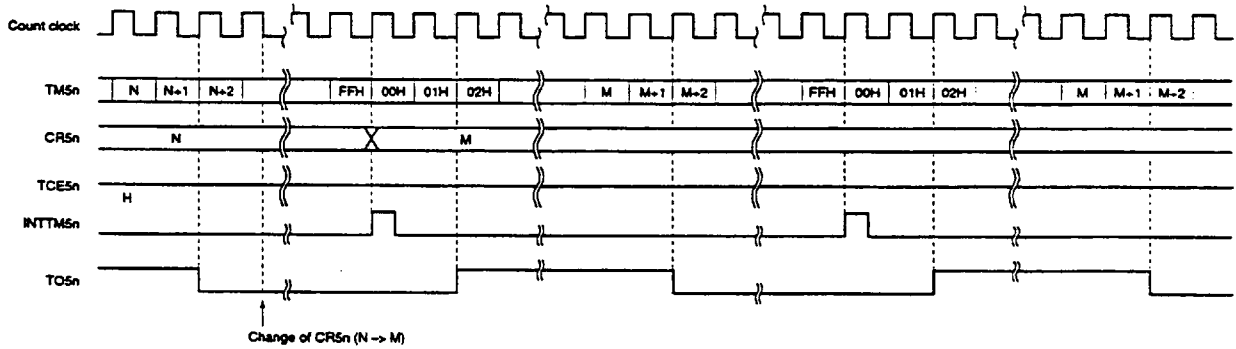 Count clock
TM5n N N+1 N+2 FFH 00H 01H 02H M M+1 M+2 FFH 00H 01H 02H M M+1 M+2
CR5n N M
TCE5n
H
INTTM5n
TO5n
Change of CR5n (N -> M)